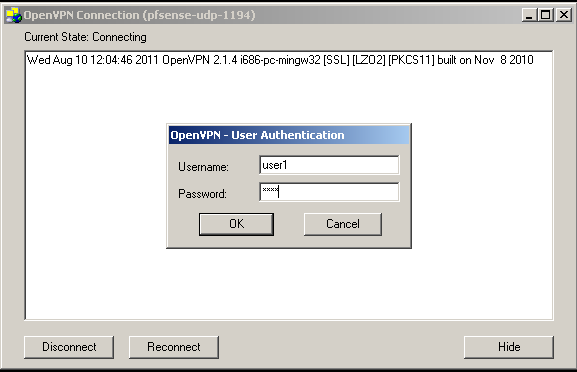 OpenVPN Connection (pfsense-udp-1194)
Current State: Connecting
Wed Aug 10 12:04:46 2011 OpenVPN 2.1.4 i686-pc-mingw32 [SSL] [LZO2] [PKCS11] built on Nov  8 2010
OpenVPN - User Authentication
Username: user1
Password: ****
OK Cancel
Disconnect Reconnect Hide